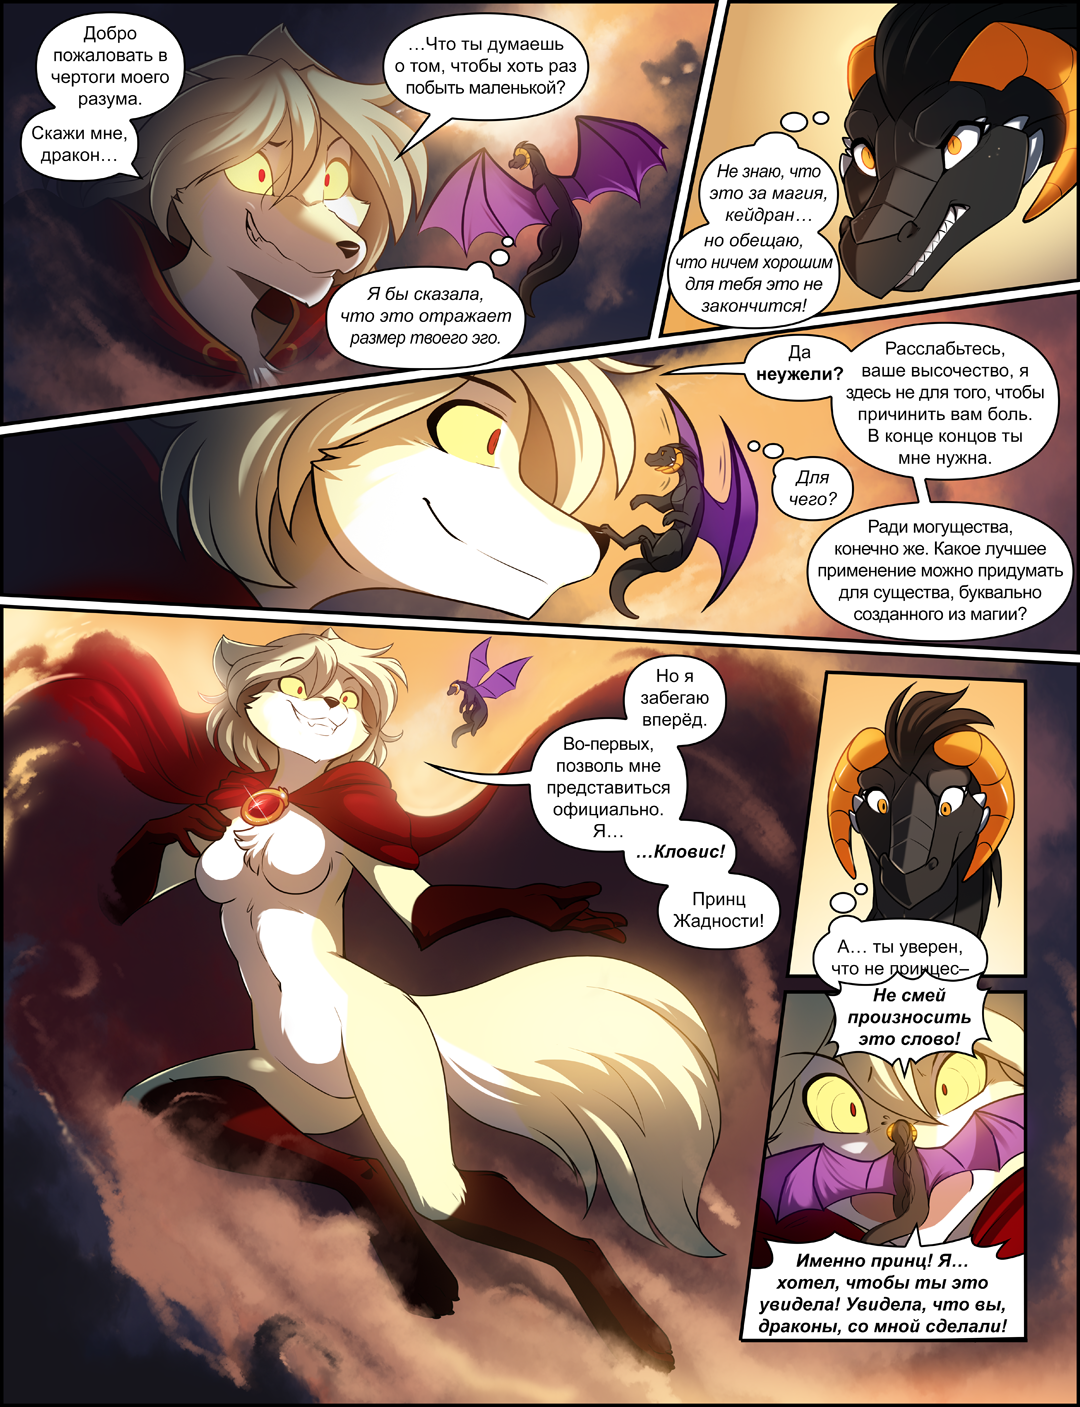 Добро
пожаловать в
чертоги моего
разума.
Скажи мне,
дракон…
…Что ты думаешь
о том, чтобы хоть раз
побыть маленькой?
Я бы сказала,
что это отражает
размер твоего эго.
Не знаю, что
это за магия,
кейдран…
но обещаю,
что ничем хорошим
для тебя это не
закончится!
Да
неужели?
Расслабьтесь,
ваше высочество, я
здесь не для того, чтобы
причинить вам боль.
В конце концов ты
мне нужна.
Для
чего?
Ради могущества,
конечно же. Какое лучшее
применение можно придумать
для существа, буквально
созданного из магии?
Но я
забегаю
вперёд.
Во-первых,
позволь мне
представиться
официально.
Я…
…Кловис!
Принц
Жадности!
А… ты уверен,
что не принцес–
Не смей
произносить
это слово!
Именно принц! Я…
хотел, чтобы ты это
увидела! Увидела, что вы,
драконы, со мной сделали!